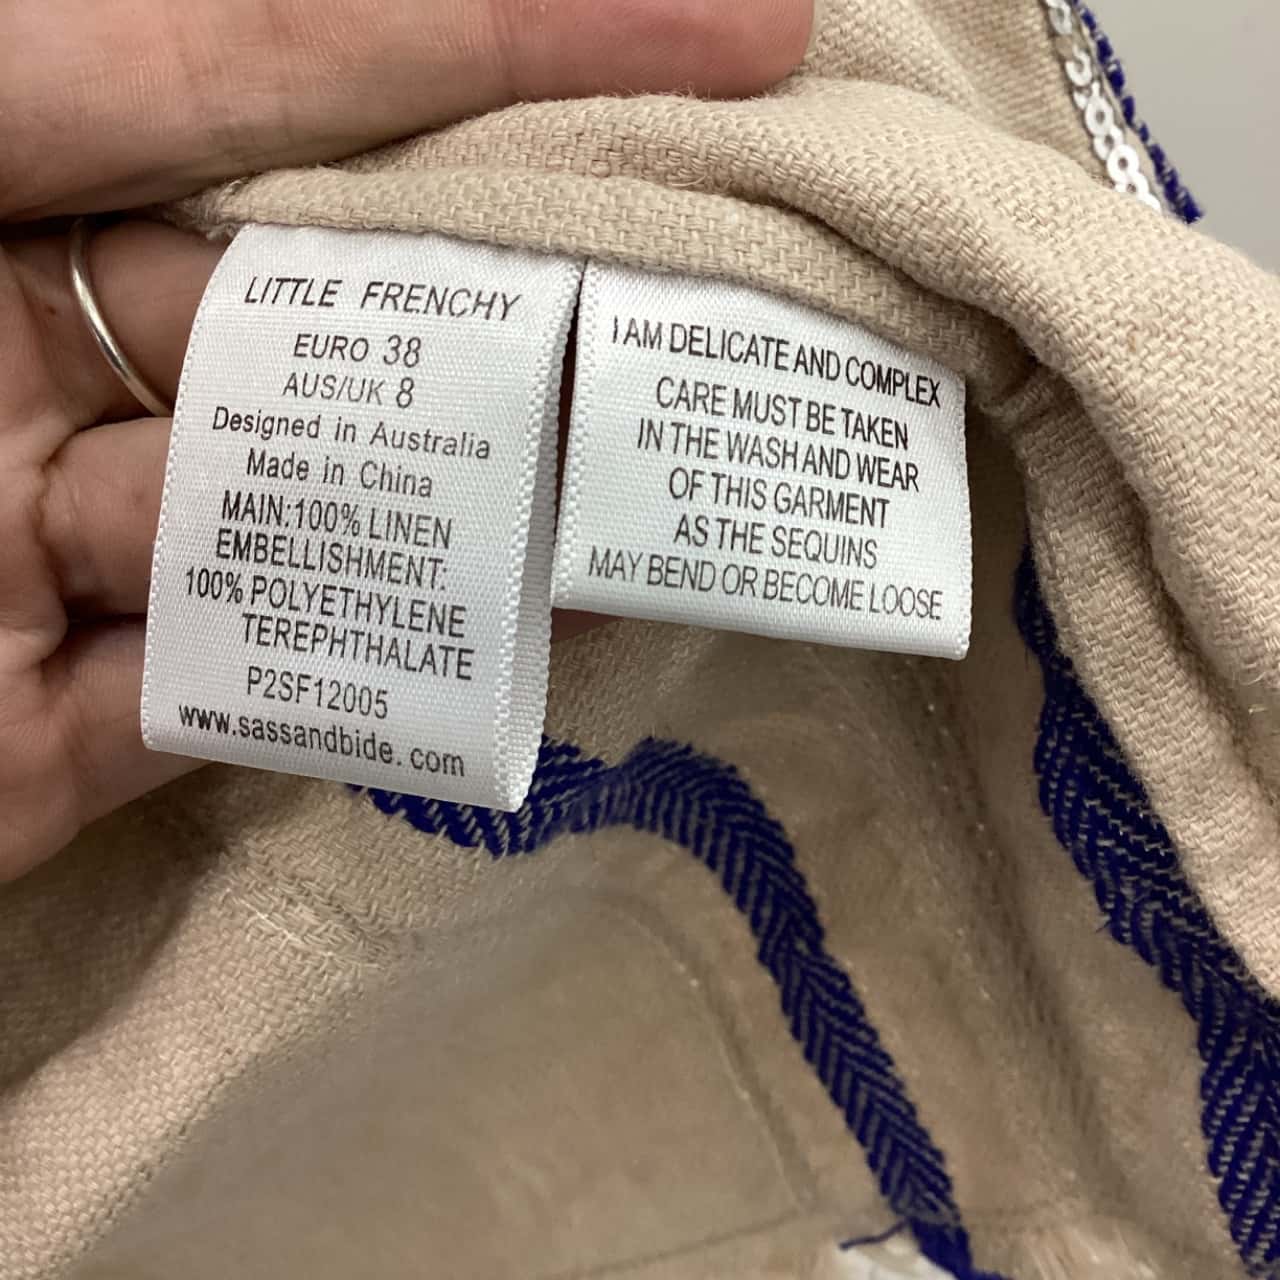 LITTLE FRENCHY
EURO 38
AUS/UK 8
Designed in Australia
Made in China
MAIN:100% LINEN
EMBELLISHMENT:
100% POLYETHYLENE
TEREPHTHALATE
P2SF12005
www.sassandbide.com
I AM DELICATE AND COMPLEX
CARE MUST BE TAKEN
IN THE WASH AND WEAR
OF THIS GARMENT
AS THE SEQUINS
MAY BEND OR BECOME LOOSE